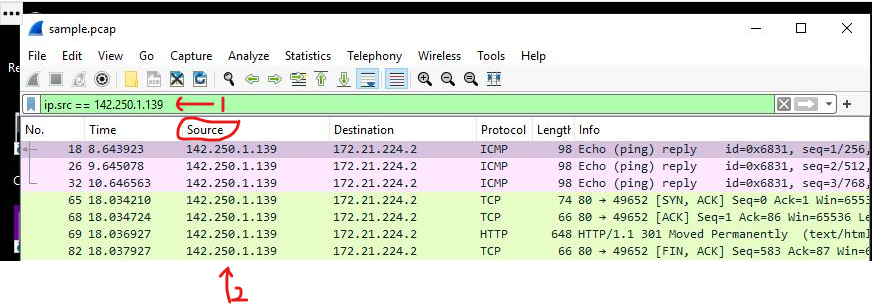 ...
Re
sample.pcap
File Edit View Go Capture Analyze Statistics Telephony Wireless Tools Help
ip.src == 142.250.1.139 1
No. Time Source Destination Protocol Length Info
18 8.643923 142.250.1.139 172.21.224.2 ICMP 98 Echo (ping) reply id=0x6831, seq=1/256,
26 9.645078 142.250.1.139 172.21.224.2 ICMP 98 Echo (ping) reply id=0x6831, seq=2/512,
32 10.646563 142.250.1.139 172.21.224.2 ICMP 98 Echo (ping) reply id=0x6831, seq=3/768,
65 18.034210 142.250.1.139 172.21.224.2 TCP 74 80 → 49652 [SYN, ACK] Seq=0 Ack=1 Win=6553
68 18.034724 142.250.1.139 172.21.224.2 TCP 66 80 → 49652 [ACK] Seq=1 Ack=86 Win=65536 Le
69 18.036927 142.250.1.139 172.21.224.2 HTTP 648 HTTP/1.1 301 Moved Permanently (text/html
82 18.037927 142.250.1.139 172.21.224.2 TCP 66 80 → 49652 [FIN, ACK] Seq=583 Ack=87 Win=6
2